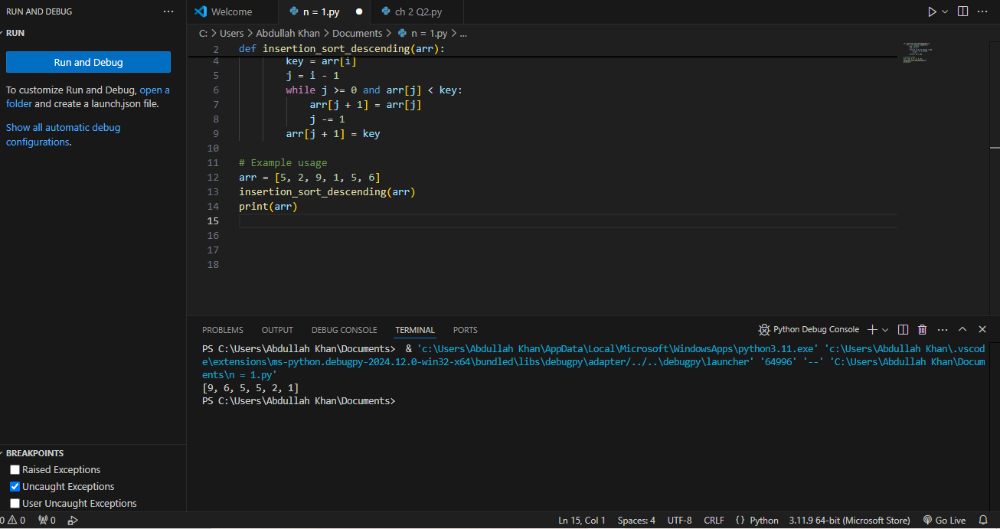 RUN AND DEBUG ...
Welcome
n = 1.py
ch 2 Q2.py
RUN
Run and Debug
To customize Run and Debug, open a
folder and create a launch.json file.
Show all automatic debug
configurations.
C: > Users > Abdullah Khan > Documents > n = 1.py > ...
2 def insertion_sort_descending(arr):
4 key = arr[i]
5 j = i - 1
6 while j >= 0 and arr[j] < key:
7 arr[j + 1] = arr[j]
8 j -= 1
9 arr[j + 1] = key
10
11 # Example usage
12 arr = [5, 2, 9, 1, 5, 6]
13 insertion_sort_descending(arr)
14 print(arr)
15
16
17
18
PROBLEMS OUTPUT DEBUG CONSOLE TERMINAL PORTS
Python Debug Console
PS C:\Users\Abdullah Khan\Documents> & 'c:\Users\Abdullah Khan\AppData\Local\Microsoft\WindowsApps\python3.11.exe' 'c:\Users\Abdullah Khan\.vscod
e\extensions\ms-python.debugpy-2024.12.0-win32-x64\bundled\libs\debugpy\adapter/../..\debugpy\launcher' '64996' '--' 'C:\Users\Abdullah Khan\Docum
ents\n = 1.py'
[9, 6, 5, 5, 2, 1]
PS C:\Users\Abdullah Khan\Documents>
BREAKPOINTS
Raised Exceptions
Uncaught Exceptions
User Uncaught Exceptions
0 0 0 Ln 15, Col 1 Spaces: 4 UTF-8 CRLF {} Python 3.11.9 64-bit (Microsoft Store) Go Live